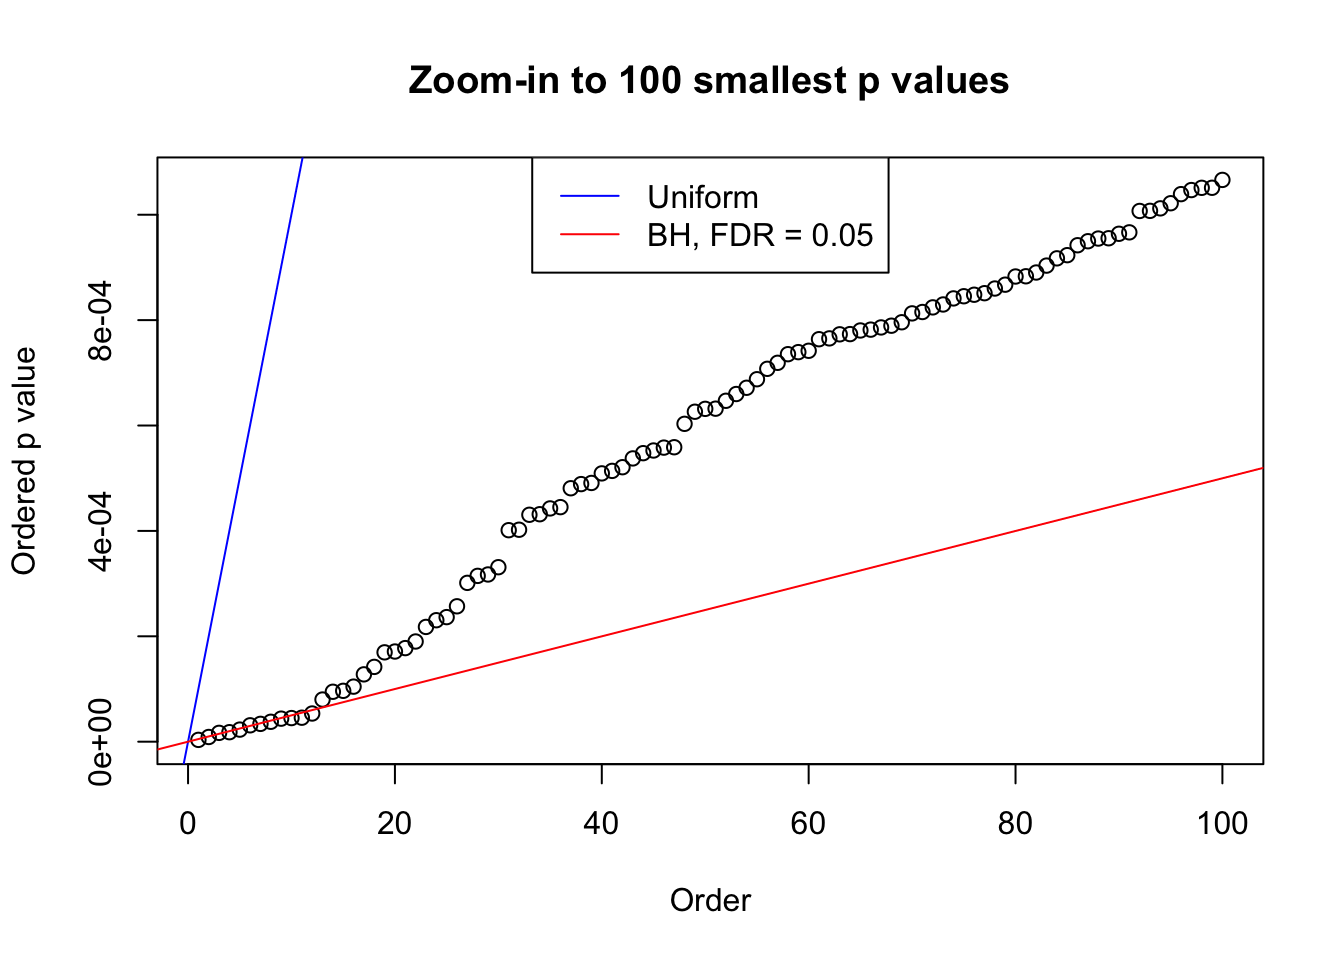 Zoom-in to 100 smallest p values
Uniform
BH, FDR = 0.05
Ordered p value
8e-04
4e-04
0e+00
0 20 40 60 80 100
Order